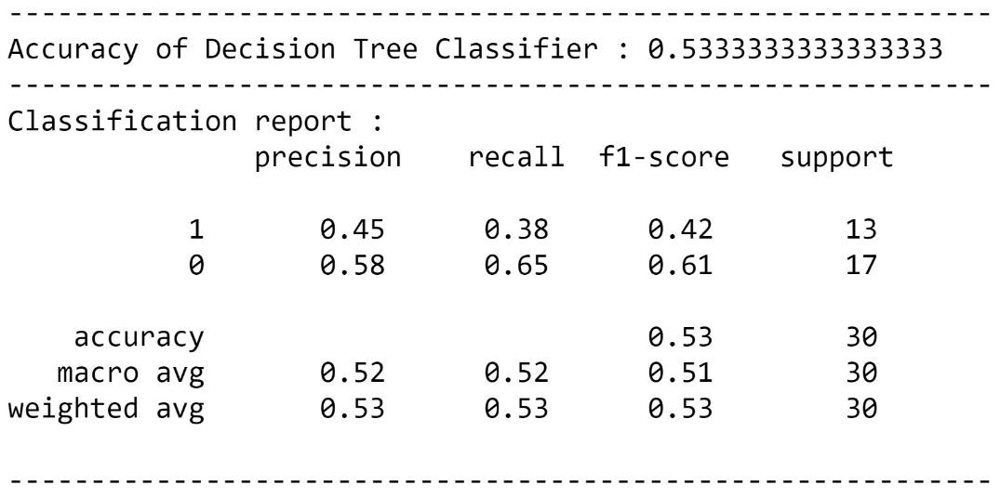 ------------------------------------------------------------
Accuracy of Decision Tree Classifier : 0.5333333333333333
------------------------------------------------------------
Classification report :
               precision    recall  f1-score   support

           1       0.45      0.38      0.42        13
           0       0.58      0.65      0.61        17

    accuracy                           0.53        30
   macro avg       0.52      0.52      0.51        30
weighted avg       0.53      0.53      0.53        30

------------------------------------------------------------